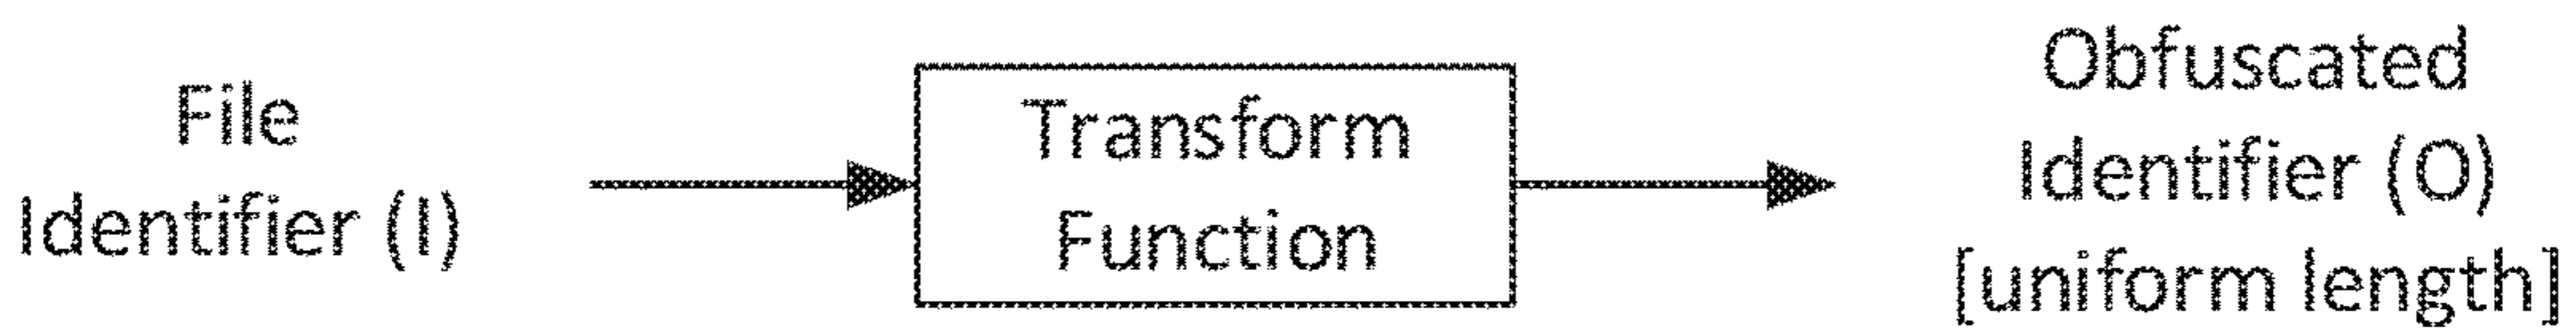 File
Identifier (I)
Transform
Function
Obfuscated
Identifier (O)
[uniform length]